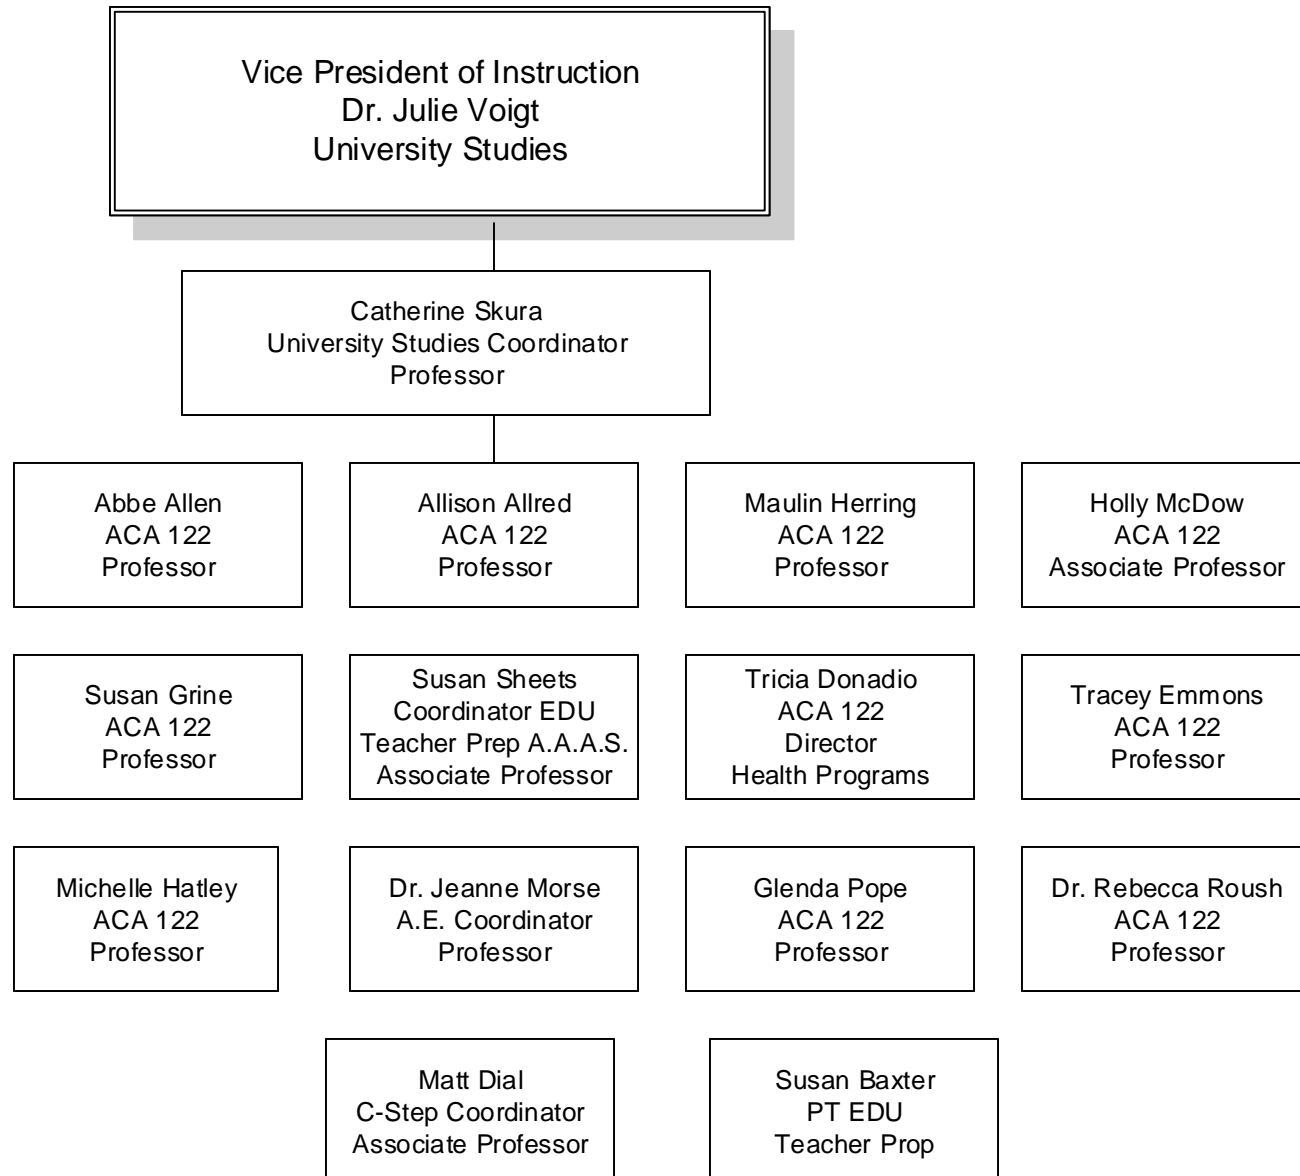 Vice President of Instruction
Dr. Julie Voigt
University Studies
Catherine Skura
University Studies Coordinator
Professor
Abbe Allen
ACA 122
Professor
Allison Allred
ACA 122
Professor
Maulin Herring
ACA 122
Professor
Holly McDow
ACA 122
Associate Professor
Susan Grine
ACA 122
Professor
Susan Sheets
Coordinator EDU
Teacher Prep A.A.A.S.
Associate Professor
Tricia Donadio
ACA 122
Director
Health Programs
Tracey Emmons
ACA 122
Professor
Michelle Hatley
ACA 122
Professor
Dr. Jeanne Morse
A.E. Coordinator
Professor
Glenda Pope
ACA 122
Professor
Dr. Rebecca Roush
ACA 122
Professor
Matt Dial
C-Step Coordinator
Associate Professor
Susan Baxter
PT EDU
Teacher Prop